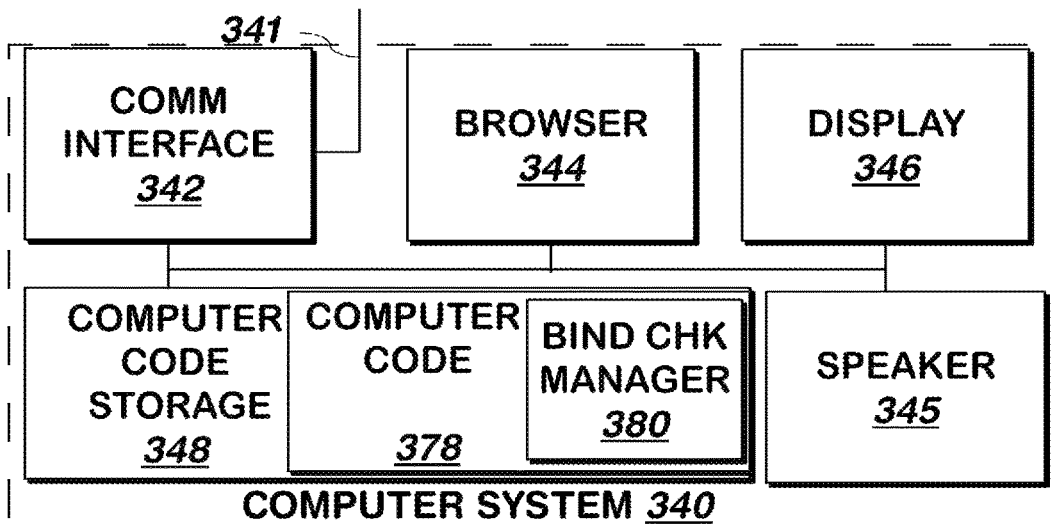 341
COMM
INTERFACE
342
BROWSER
344
DISPLAY
346
COMPUTER
CODE
STORAGE
348
COMPUTER
CODE
378
BIND CHK
MANAGER
380
SPEAKER
345
COMPUTER SYSTEM 340